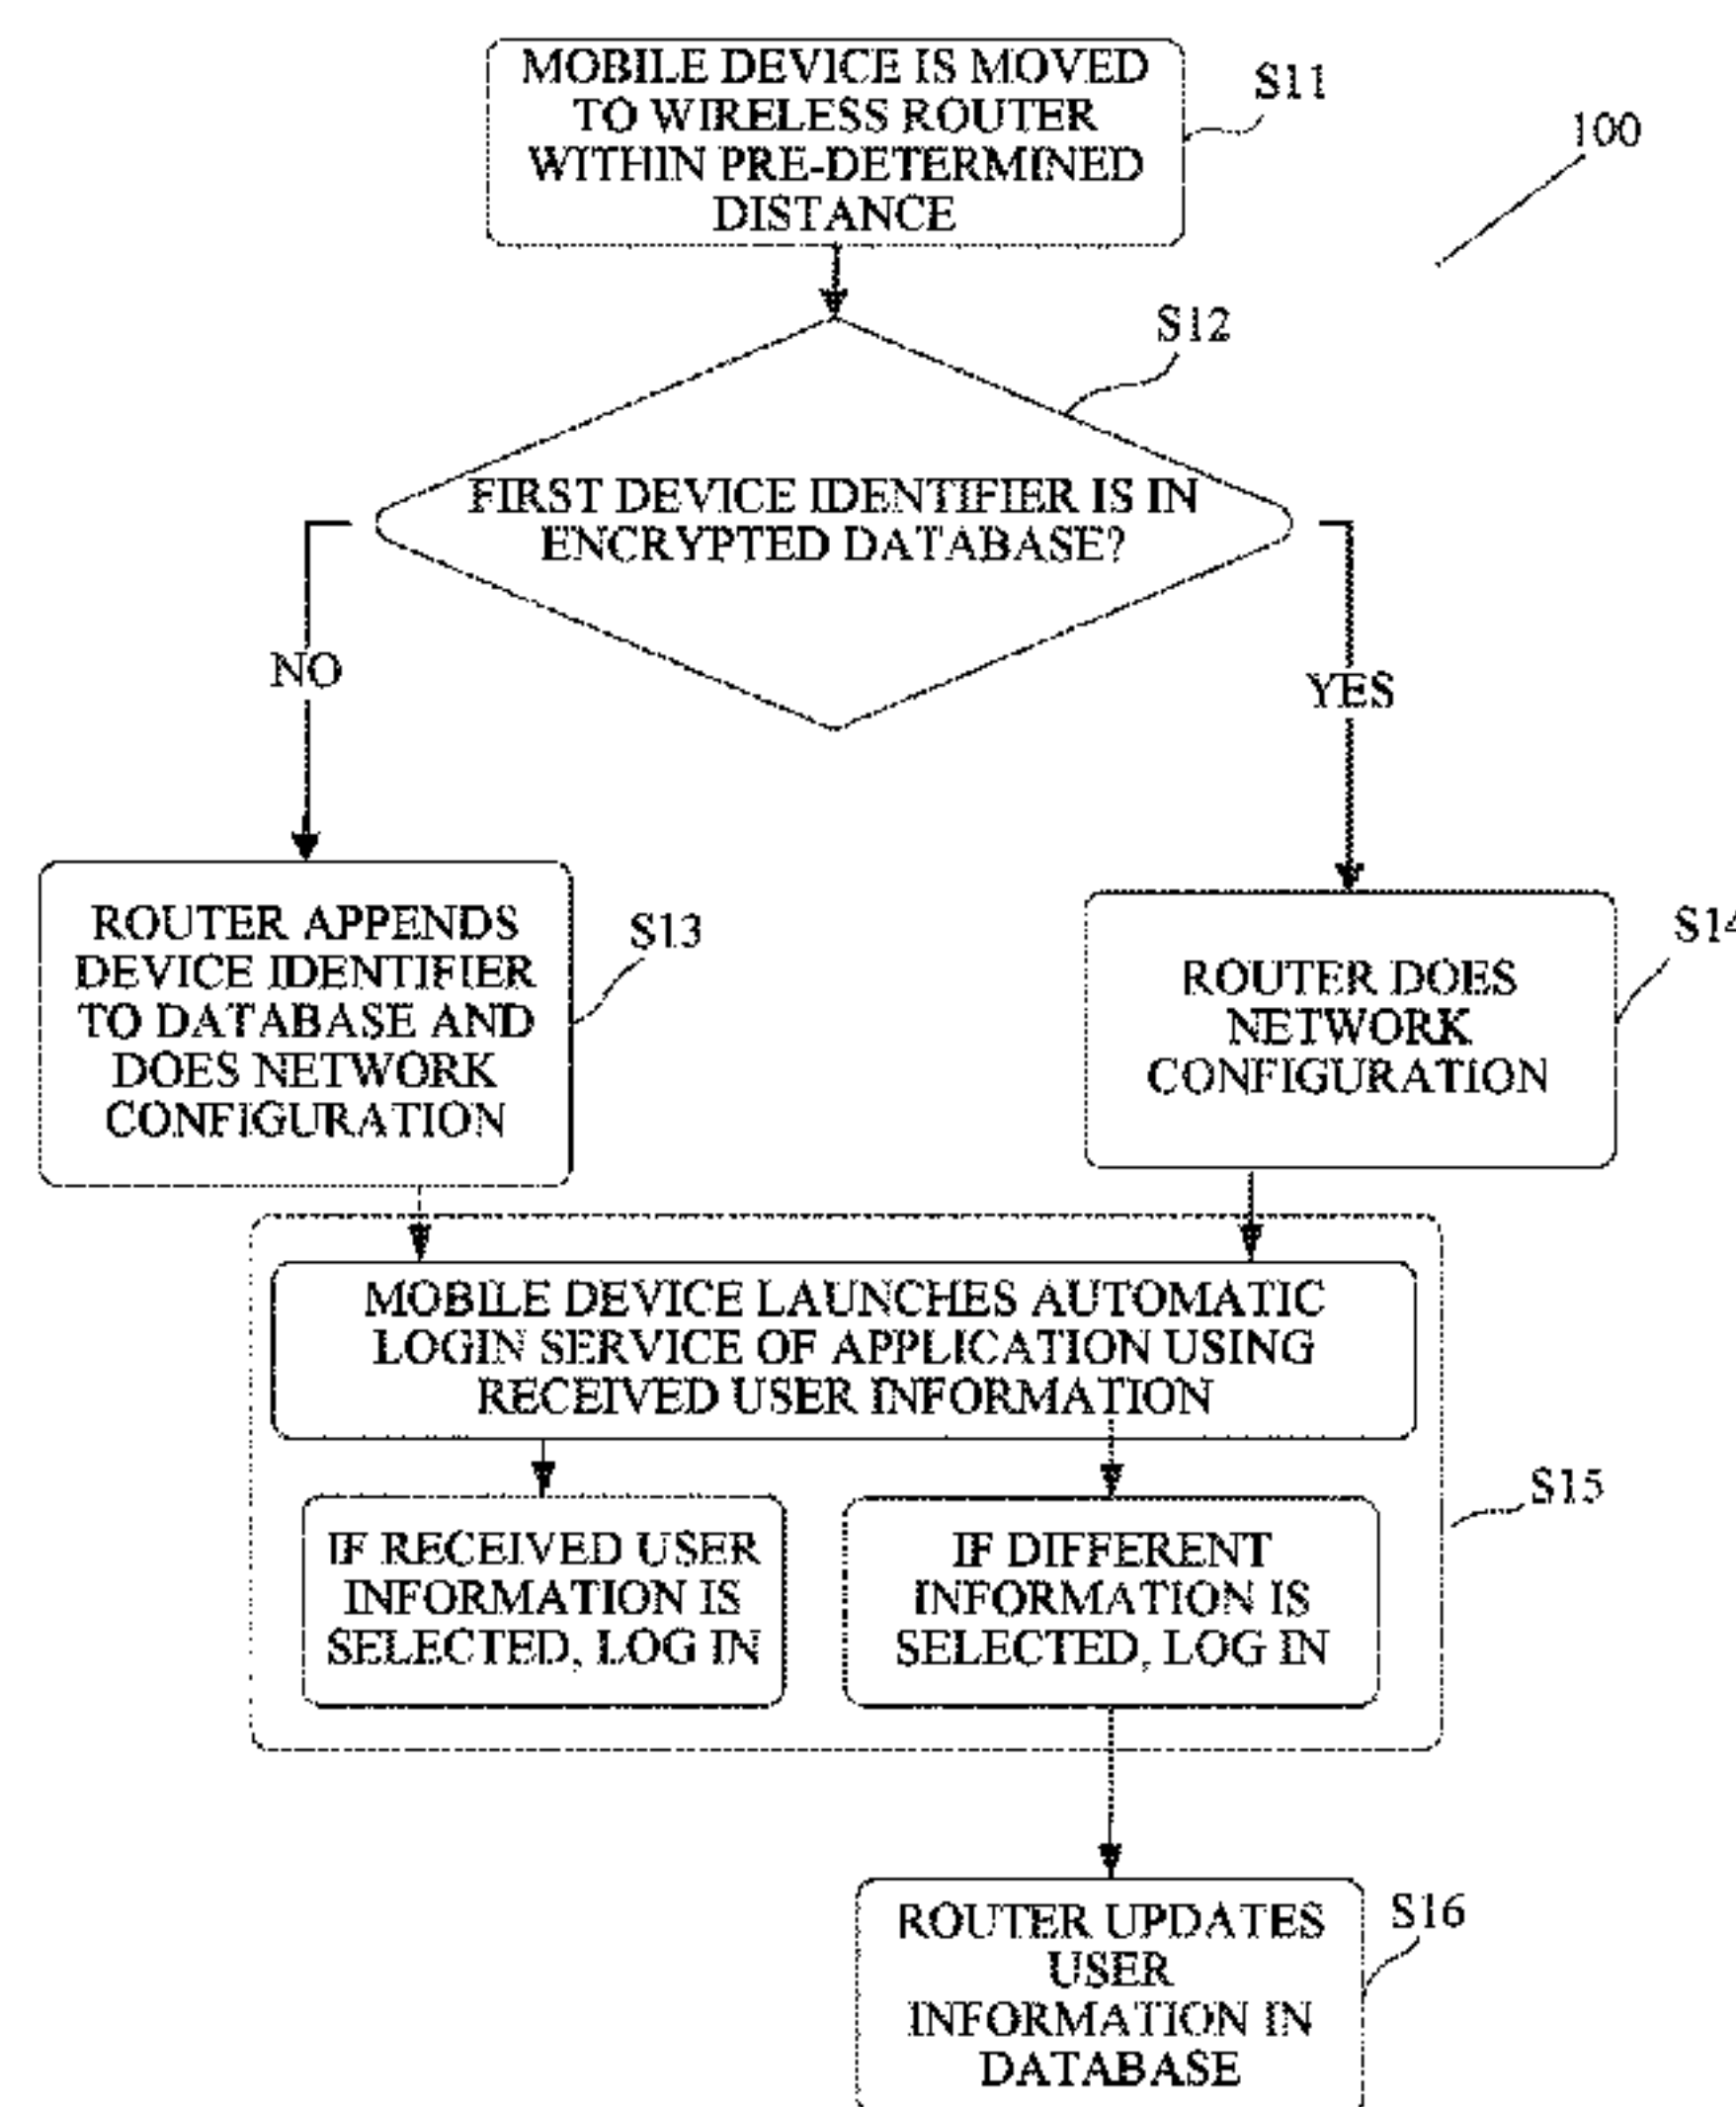 MOBILE DEVICE IS MOVED
TO WIRELESS ROUTER
WITHIN PRE-DETERMINED
DISTANCE
S11
100
S12
FIRST DEVICE IDENTIFIER IS IN
ENCRYPTED DATABASE?
NO
YES
ROUTER APPENDS
DEVICE IDENTIFIER
TO DATABASE AND
DOES NETWORK
CONFIGURATION
S13
ROUTER DOES
NETWORK
CONFIGURATION
S14
MOBILE DEVICE LAUNCHES AUTOMATIC
LOGIN SERVICE OF APPLICATION USING
RECEIVED USER INFORMATION
IF RECEIVED USER
INFORMATION IS
SELECTED, LOG IN
IF DIFFERENT
INFORMATION IS
SELECTED, LOG IN
S15
ROUTER UPDATES
USER
INFORMATION IN
DATABASE
S16